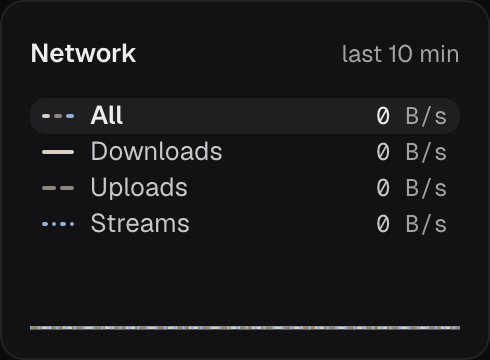 Network last 10 min
All 0 B/s
Downloads 0 B/s
Uploads 0 B/s
Streams 0 B/s